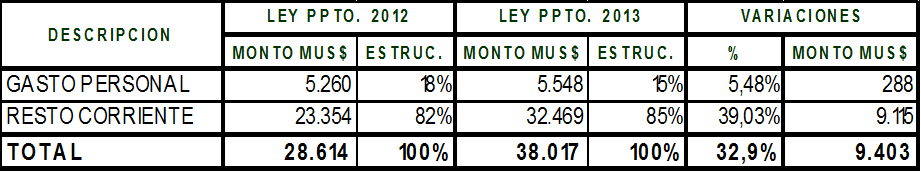 DESCRIPCION LEY PPTO. 2012 LEY PPTO. 2013 VARIACIONES
MONTO MUS$ ESTRUC. MONTO MUS$ ESTRUC. % MONTO MUS$
GASTO PERSONAL 5.260 18% 5.548 15% 5,48% 288
RESTO CORRIENTE 23.354 82% 32.469 85% 39,03% 9.115
TOTAL 28.614 100% 38.017 100% 32,9% 9.403